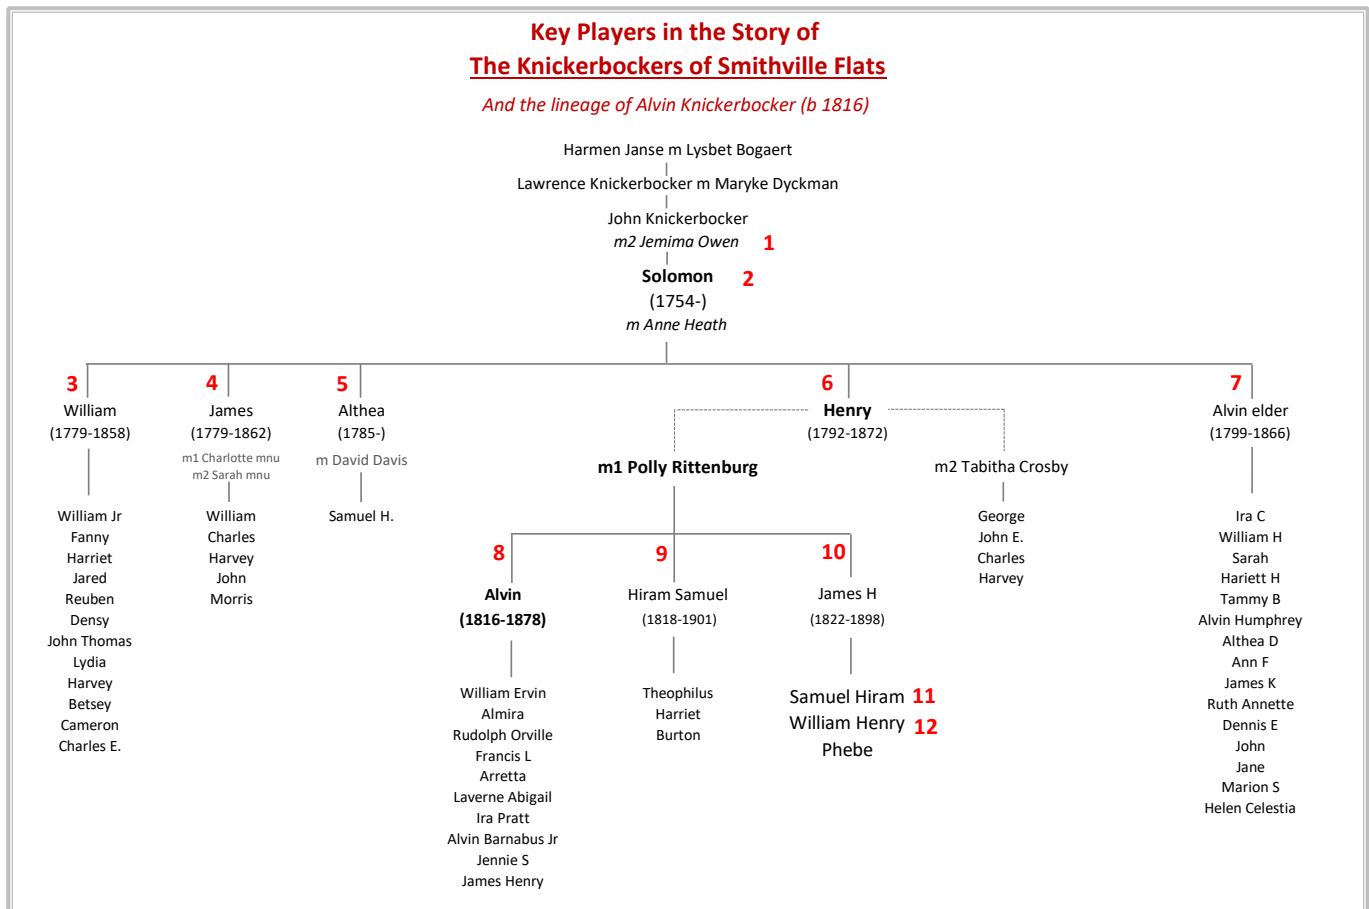 Key Players in the Story of
The Knickerbockers of Smithville Flats
And the lineage of Alvin Knickerbocker (b 1816)
Harmen Janse m Lysbet Bogaert
Lawrence Knickerbocker m Maryke Dyckman
John Knickerbocker
m2 Jemima Owen 1
Solomon 2
(1754-)
m Anne Heath
3
William
(1779-1858)
William Jr
Fanny
Harriet
Jared
Reuben
Densy
John Thomas
Lydia
Harvey
Betsey
Cameron
Charles E.
4
James
(1779-1862)
m1 Charlotte mnu
m2 Sarah mnu
William
Charles
Harvey
John
Morris
5
Althea
(1785-)
m David Davis
Samuel H.
6
Henry
(1792-1872)
m1 Polly Rittenburg
8
Alvin
(1816-1878)
William Ervin
Almira
Rudolph Orville
Francis L
Arretta
Laverne Abigail
Ira Pratt
Alvin Barnabus Jr
Jennie S
James Henry
9
Hiram Samuel
(1818-1901)
Theophilus
Harriet
Burton
10
James H
(1822-1898)
Samuel Hiram 11
William Henry 12
Phebe
m2 Tabitha Crosby
George
John E.
Charles
Harvey
7
Alvin elder
(1799-1866)
Ira C
William H
Sarah
Hariett H
Tammy B
Alvin Humphrey
Althea D
Ann F
James K
Ruth Annette
Dennis E
John
Jane
Marion S
Helen Celestia